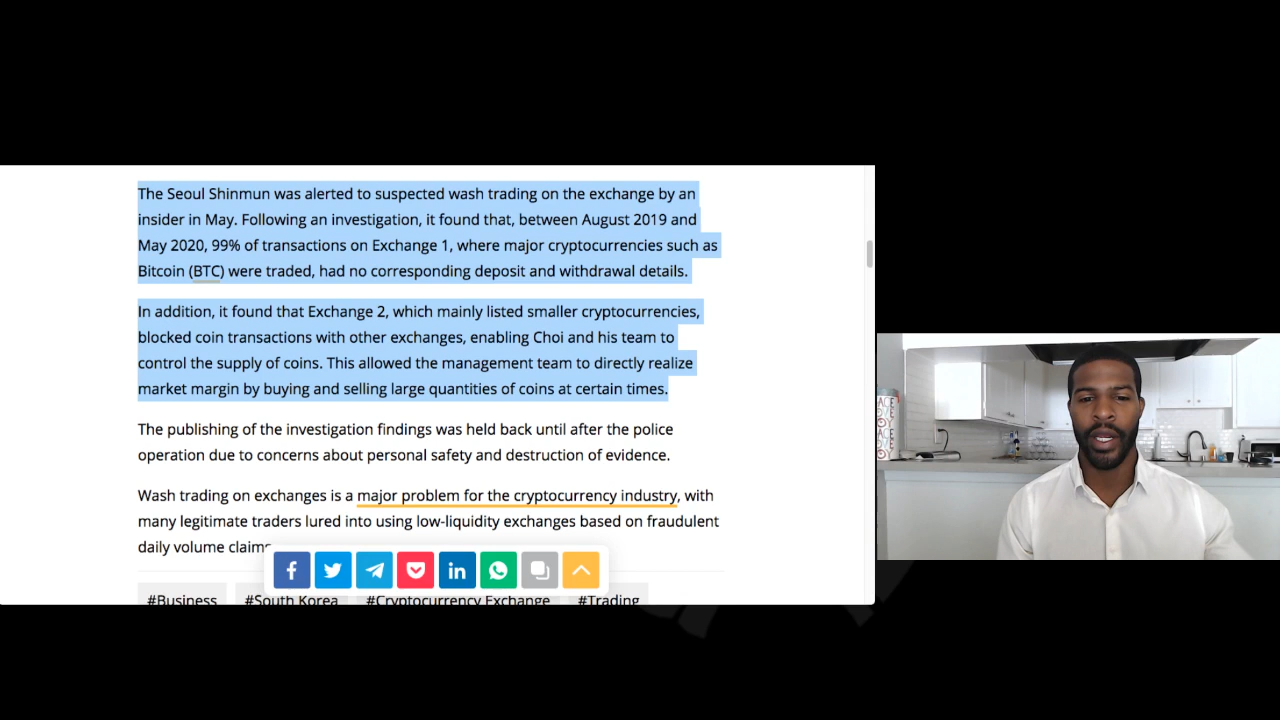 The Seoul Shinmun was alerted to suspected wash trading on the exchange by an
insider in May. Following an investigation, it found that, between August 2019 and
May 2020, 99% of transactions on Exchange 1, where major cryptocurrencies such as
Bitcoin (BTC) were traded, had no corresponding deposit and withdrawal details.
In addition, it found that Exchange 2, which mainly listed smaller cryptocurrencies,
blocked coin transactions with other exchanges, enabling Choi and his team to
control the supply of coins. This allowed the management team to directly realize
market margin by buying and selling large quantities of coins at certain times.
The publishing of the investigation findings was held back until after the police
operation due to concerns about personal safety and destruction of evidence.
Wash trading on exchanges is a major problem for the cryptocurrency industry, with
many legitimate traders lured into using low-liquidity exchanges based on fraudulent
daily volume claims
#Business #South Korea #Cryptocurrency Exchange #Trading